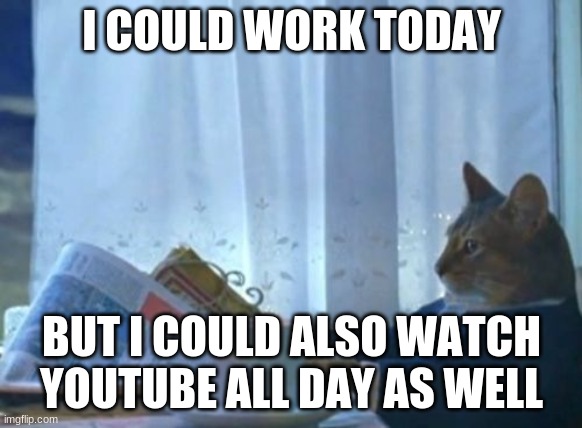 I COULD WORK TODAY
BUT I COULD ALSO WATCH
YOUTUBE ALL DAY AS WELL
imgflip.com